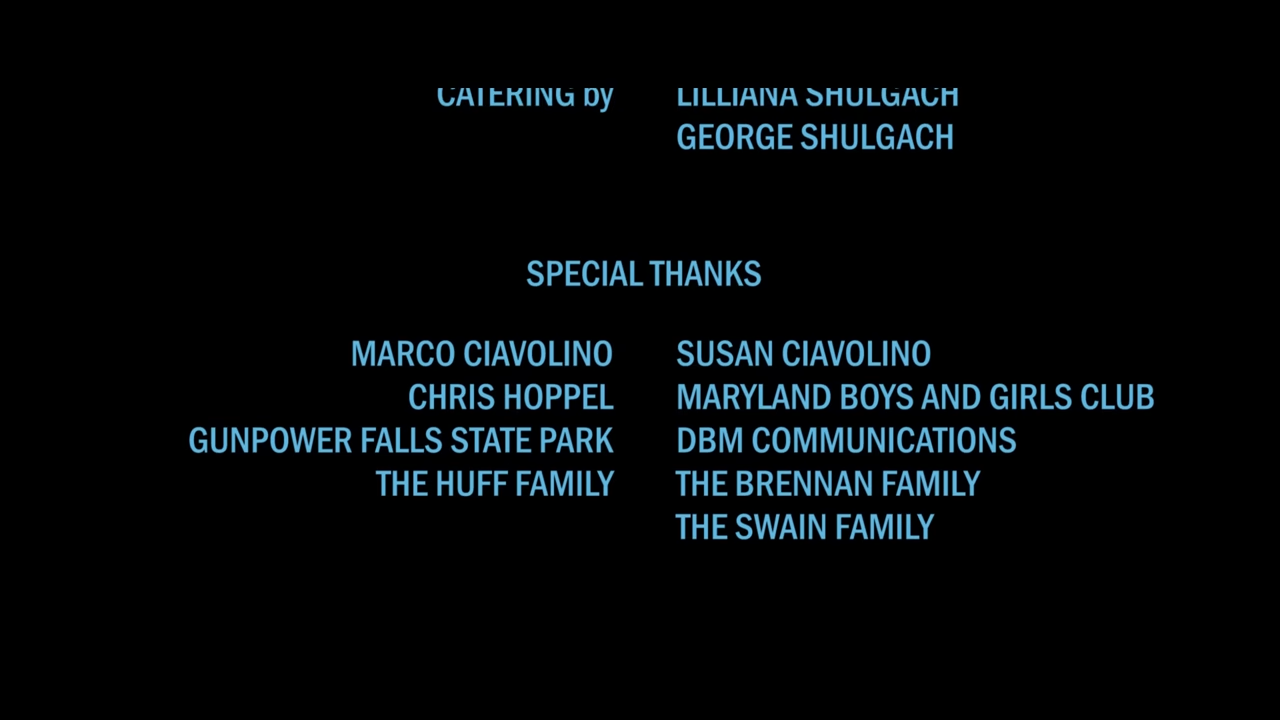 CATERING by LILLIANA SHULGACH
GEORGE SHULGACH
SPECIAL THANKS
MARCO CIAVOLINO SUSAN CIAVOLINO
CHRIS HOPPEL MARYLAND BOYS AND GIRLS CLUB
GUNPOWER FALLS STATE PARK DBM COMMUNICATIONS
THE HUFF FAMILY THE BRENNAN FAMILY
THE SWAIN FAMILY